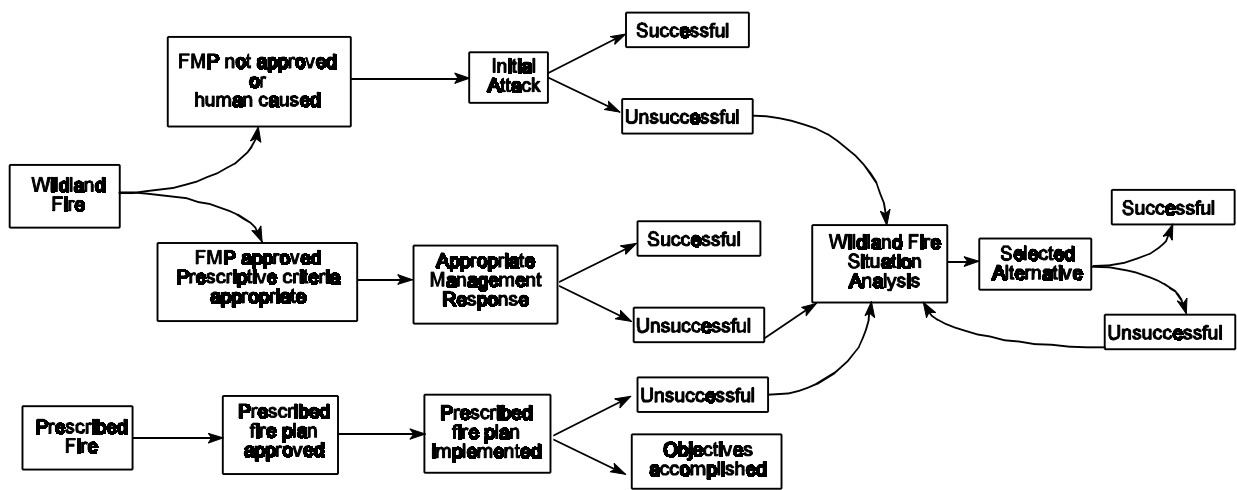 FMP not approved
or
human caused
Initial
Attack
Successful
Unsuccessful
Wildland
Fire
FMP approved
Prescriptive criteria
appropriate
Appropriate
Management
Response
Successful
Unsuccessful
Wildland Fire
Situation
Analysis
Selected
Alternative
Successful
Unsuccessful
Prescribed
Fire
Prescribed
fire plan
approved
Prescribed
fire plan
implemented
Unsuccessful
Objectives
accomplished